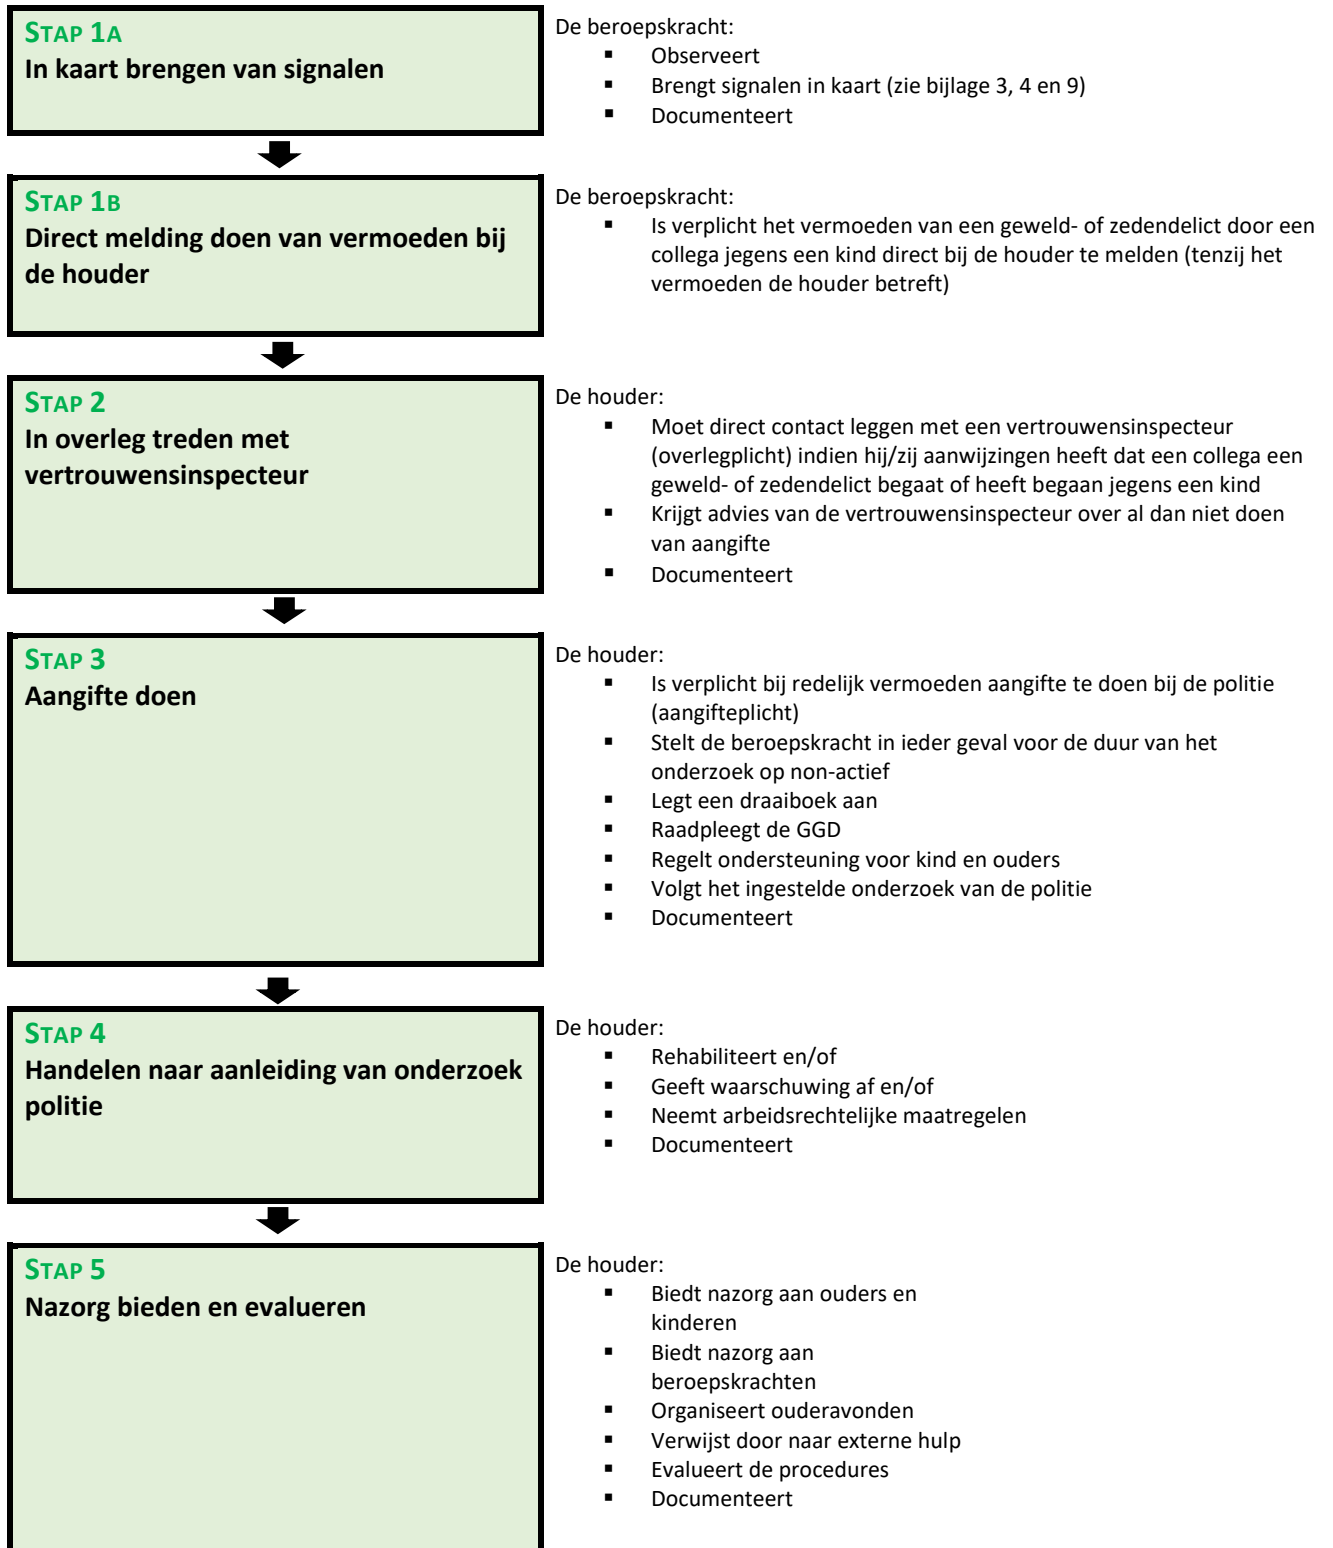 STAP 1A
In kaart brengen van signalen
De beroepskracht:
▪ Observeert
▪ Brengt signalen in kaart (zie bijlage 3, 4 en 9)
▪ Documenteert
STAP 1B
Direct melding doen van vermoeden bij
de houder
De beroepskracht:
▪ Is verplicht het vermoeden van een geweld- of zedendelict door een
collega jegens een kind direct bij de houder te melden (tenzij het
vermoeden de houder betreft)
STAP 2
In overleg treden met
vertrouwensinspecteur
De houder:
▪ Moet direct contact leggen met een vertrouwensinspecteur
(overlegplicht) indien hij/zij aanwijzingen heeft dat een collega een
geweld- of zedendelict begaat of heeft begaan jegens een kind
▪ Krijgt advies van de vertrouwensinspecteur over al dan niet doen
van aangifte
▪ Documenteert
STAP 3
Aangifte doen
De houder:
▪ Is verplicht bij redelijk vermoeden aangifte te doen bij de politie
(aangifteplicht)
▪ Stelt de beroepskracht in ieder geval voor de duur van het
onderzoek op non-actief
▪ Legt een draaiboek aan
▪ Raadpleegt de GGD
▪ Regelt ondersteuning voor kind en ouders
▪ Volgt het ingestelde onderzoek van de politie
▪ Documenteert
STAP 4
Handelen naar aanleiding van onderzoek
politie
De houder:
▪ Rehabiliteert en/of
▪ Geeft waarschuwing af en/of
▪ Neemt arbeidsrechtelijke maatregelen
▪ Documenteert
STAP 5
Nazorg bieden en evalueren
De houder:
▪ Biedt nazorg aan ouders en
kinderen
▪ Biedt nazorg aan
beroepskrachten
▪ Organiseert ouderavonden
▪ Verwijst door naar externe hulp
▪ Evalueert de procedures
▪ Documenteert